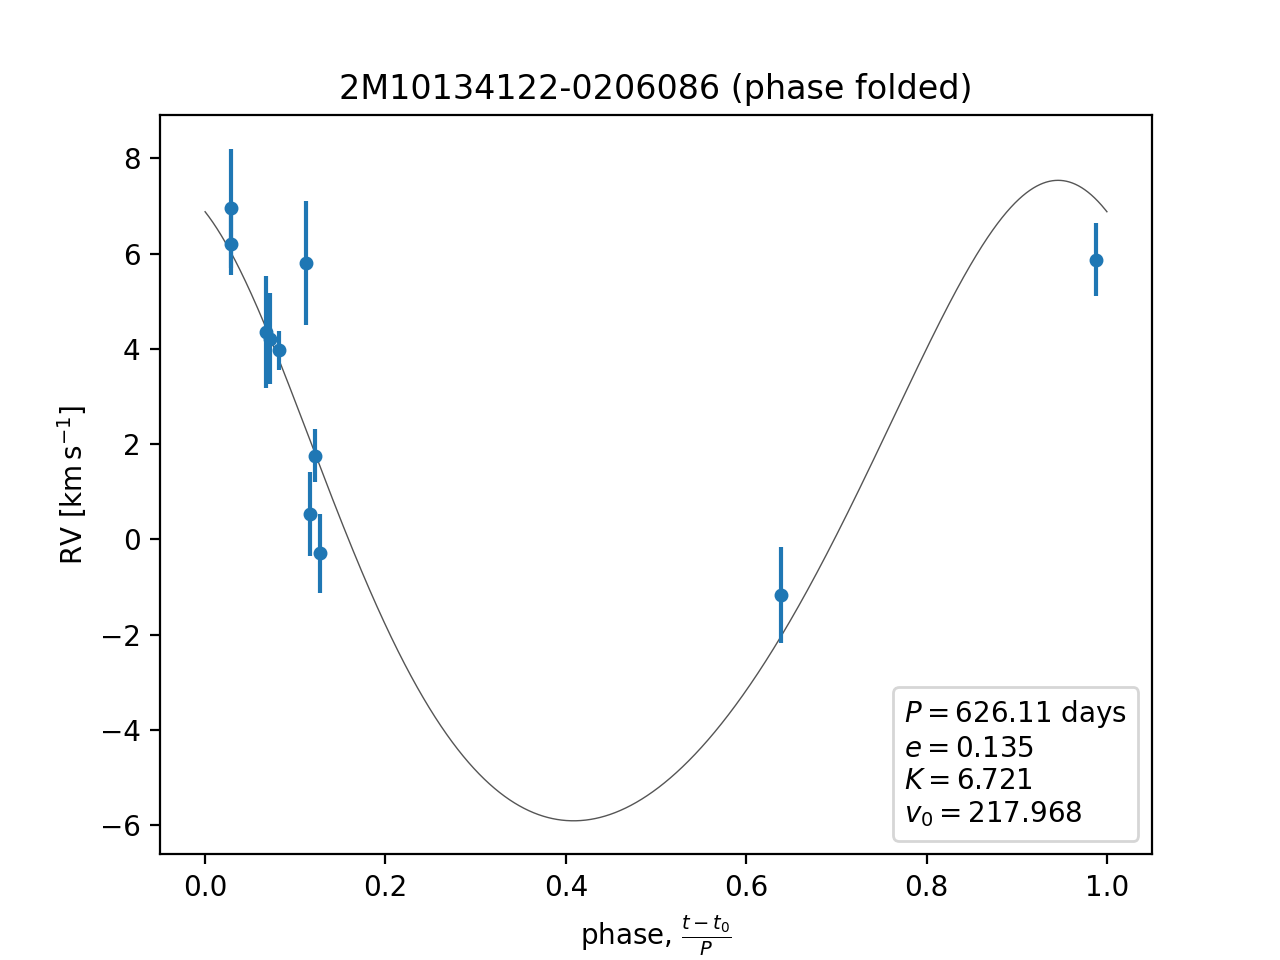 2M10134122-0206086 (phase folded)
8
6
4
2
0
−2
−4
−6
RV [km s⁻¹]
P = 626.11 days
e = 0.135
K = 6.721
v₀ = 217.968
0.0 0.2 0.4 0.6 0.8 1.0
phase, (t − t₀)/P